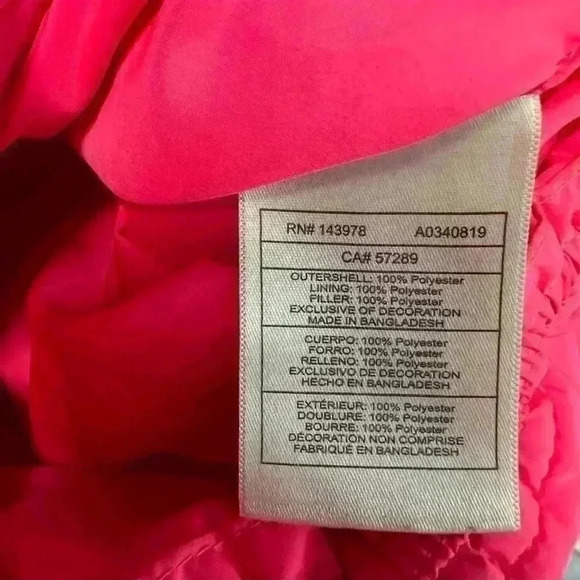 RN# 143978 A0340819
CA# 57289
OUTERSHELL: 100% Polyester
LINING: 100% Polyester
FILLER: 100% Polyester
EXCLUSIVE OF DECORATION
MADE IN BANGLADESH
CUERPO: 100% Polyester
FORRO: 100% Polyester
RELLENO: 100% Polyester
EXCLUSIVO DE DECORATION
HECHO EN BANGLADESH
EXTÉRIEUR: 100% Polyester
DOUBLURE: 100% Polyester
BOURRE: 100% Polyester
DÉCORATION NON COMPRISE
FABRIQUÉ EN BANGLADESH